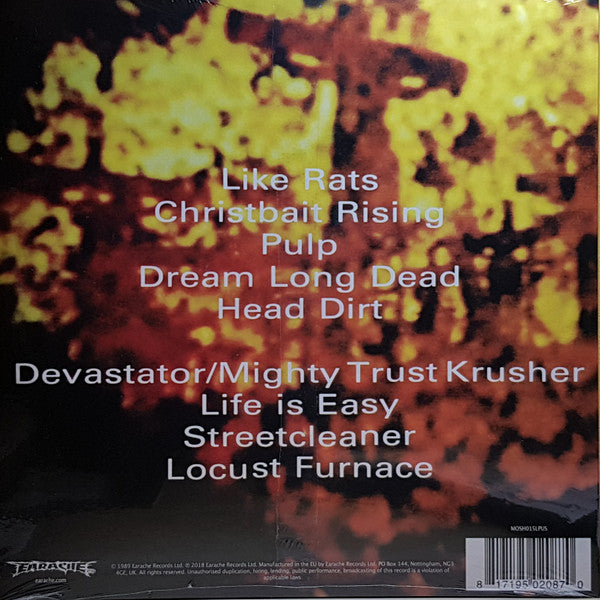 Like Rats
Christbait Rising
Pulp
Dream Long Dead
Head Dirt
Devastator/Mighty Trust Krusher
Life is Easy
Streetcleaner
Locust Furnace
MOSH015LPUS
EARACHE
earache.com
© 1989 Earache Records Ltd. ℗ 2018 Earache Records Ltd. Manufactured in the EU by Earache Records Ltd. PO Box 144, Nottingham, NG3
4GE, UK. All rights reserved. Unauthorised duplication, hiring, lending, public performance, broadcasting of this record is a violation of
applicable laws
8 17195 02087 0